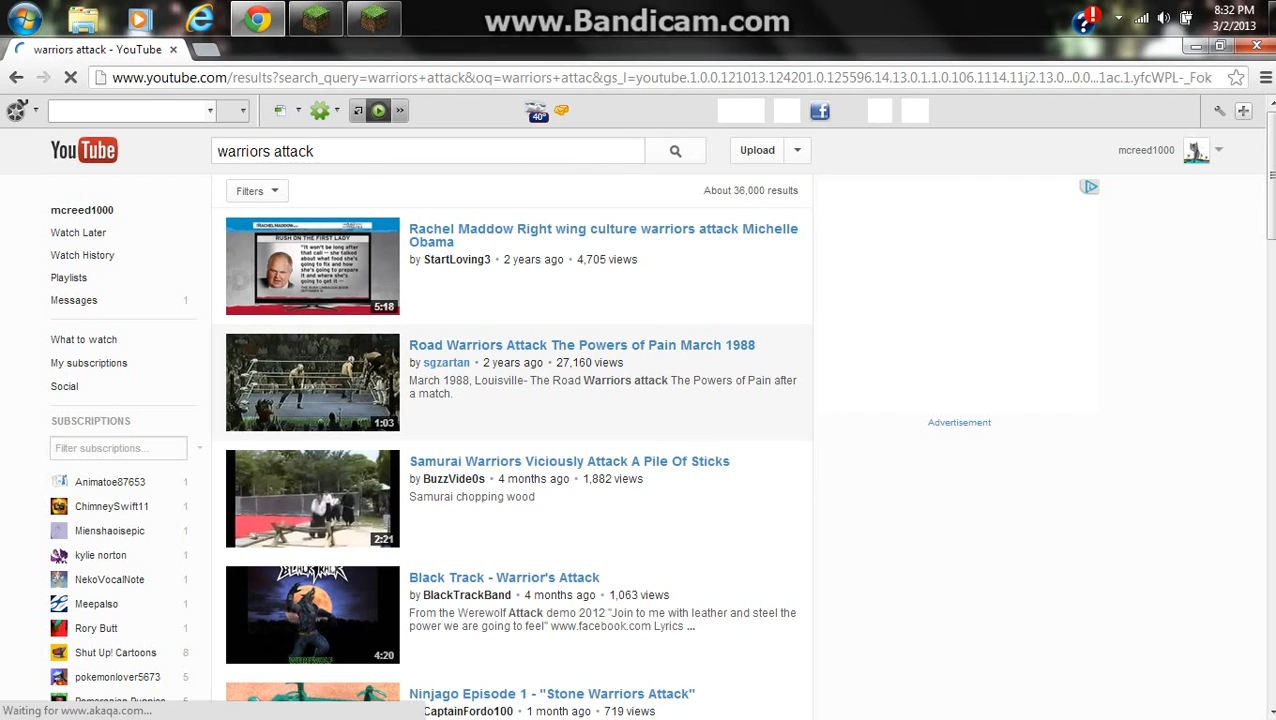 www.Bandicam.com
8:32 PM
3/2/2013
warriors attack - YouTube
www.youtube.com/results?search_query=warriors+attack&oq=warriors+attac&gs_l=youtube.1.0.0.121013.124201.0.125596.14.13.0.1.1.0.106.1114.11j2.13.0...0.0...1ac.1.yfcWPL-_Fok
40°
YouTube
warriors attack
Upload
mcreed1000
Filters
About 36,000 results
mcreed1000
Watch Later
Watch History
Playlists
Messages 1
What to watch
My subscriptions
Social
SUBSCRIPTIONS
Filter subscriptions...
Animatoe87653 1
ChimneySwift11 1
Mienshaoisepic 1
kylie norton 1
NekoVocalNote 1
Meepalso 1
Rory Butt 1
Shut Up! Cartoons 8
pokemonlover5673 5
RACHEL MADDOW
RUSH ON THE FIRST LADY
5:18
Rachel Maddow Right wing culture warriors attack Michelle
Obama
by StartLoving3 • 2 years ago • 4,705 views
1:03
Road Warriors Attack The Powers of Pain March 1988
by sgzartan • 2 years ago • 27,160 views
March 1988, Louisville- The Road Warriors attack The Powers of Pain after
a match.
2:21
Samurai Warriors Viciously Attack A Pile Of Sticks
by BuzzVide0s • 4 months ago • 1,882 views
Samurai chopping wood
BLACKTRACK
WEREWOLF
4:20
Black Track - Warrior's Attack
by BlackTrackBand • 4 months ago • 1,063 views
From the Werewolf Attack demo 2012 "Join to me with leather and steel the
power we are going to feel" www.facebook.com Lyrics ...
Ninjago Episode 1 - "Stone Warriors Attack"
CaptainFordo100 • 1 month ago • 719 views
Advertisement
Waiting for www.akaqa.com...